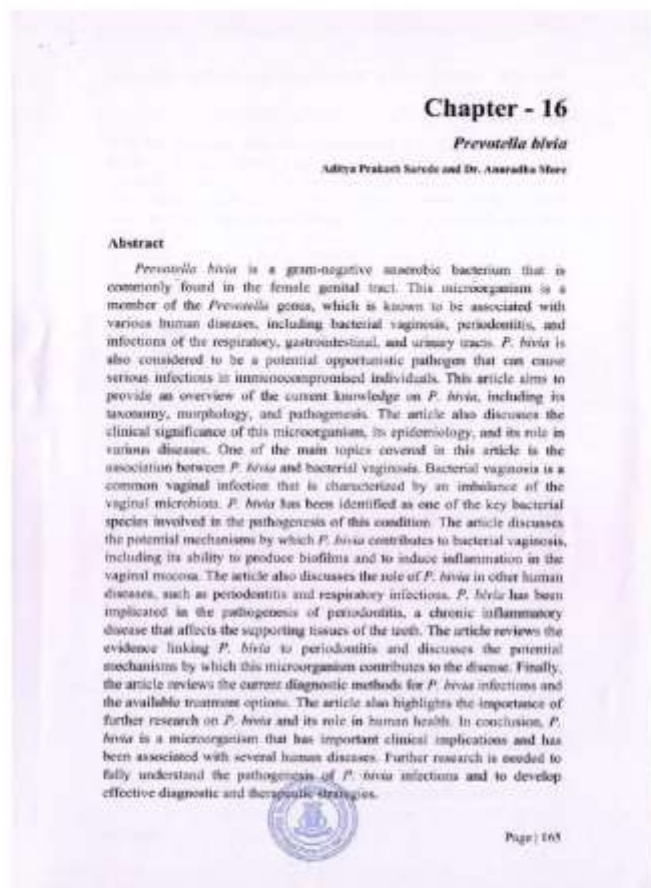 Chapter - 16
Prevotella bivia
Aditya Prakash Sarode and Dr. Anuradha More
Abstract
Prevotella bivia is a gram-negative anaerobic bacterium that is
commonly found in the female genital tract. This microorganism is a
member of the Prevotella genus, which is known to be associated with
various human diseases, including bacterial vaginosis, periodontitis, and
infections of the respiratory, gastrointestinal, and urinary tracts. P. bivia is
also considered to be a potential opportunistic pathogen that can cause
serious infections in immunocompromised individuals. This article aims to
provide an overview of the current knowledge on P. bivia, including its
taxonomy, morphology, and pathogenesis. The article also discusses the
clinical significance of this microorganism, its epidemiology, and its role in
various diseases. One of the main topics covered in this article is the
association between P. bivia and bacterial vaginosis. Bacterial vaginosis is a
common vaginal infection that is characterized by an imbalance of the
vaginal microbiota. P. bivia has been identified as one of the key bacterial
species involved in the pathogenesis of this condition. The article discusses
the potential mechanisms by which P. bivia contributes to bacterial vaginosis,
including its ability to produce biofilms and to induce inflammation in the
vaginal mucosa. The article also discusses the role of P. bivia in other human
diseases, such as periodontitis and respiratory infections. P. bivia has been
implicated in the pathogenesis of periodontitis, a chronic inflammatory
disease that affects the supporting tissues of the teeth. The article reviews the
evidence linking P. bivia to periodontitis and discusses the potential
mechanisms by which this microorganism contributes to the disease. Finally,
the article reviews the current diagnostic methods for P. bivia infections and
the available treatment options. The article also highlights the importance of
further research on P. bivia and its role in human health. In conclusion, P.
bivia is a microorganism that has important clinical implications and has
been associated with several human diseases. Further research is needed to
fully understand the pathogenesis of P. bivia infections and to develop
effective diagnostic and therapeutic strategies.
Page | 165